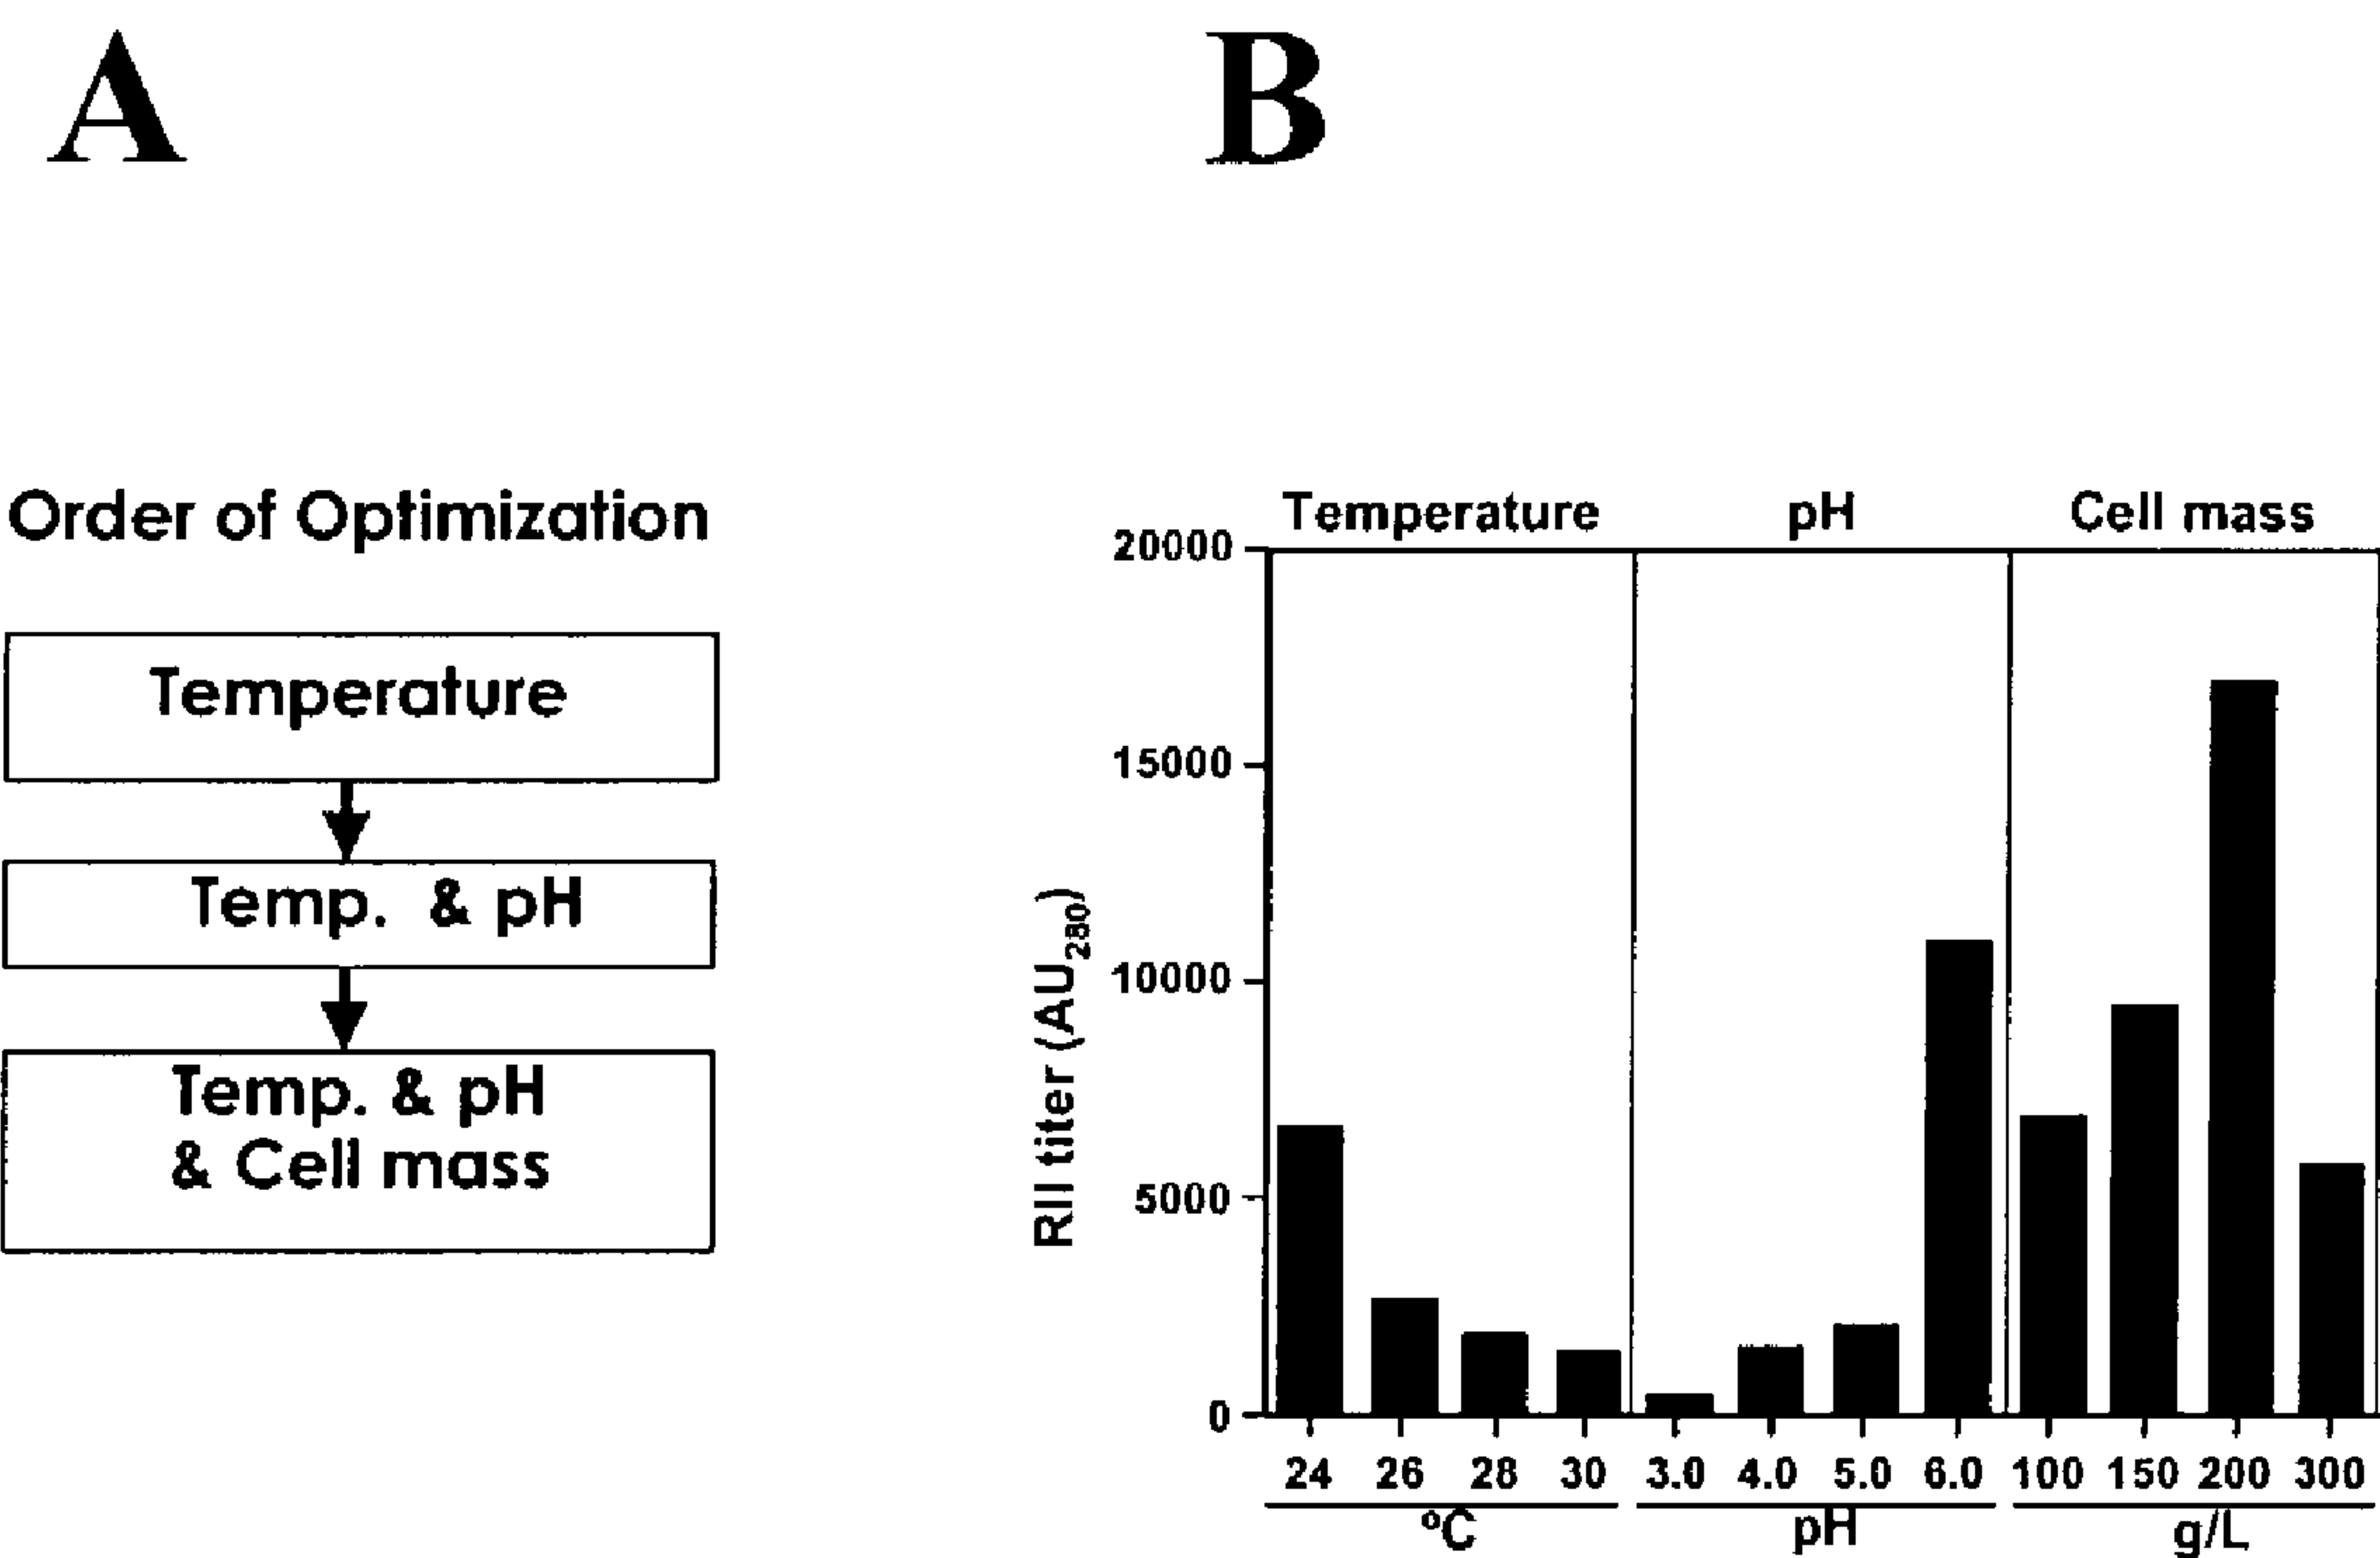 A
B
Order of Optimization
Temperature
Temp. & pH
Temp. & pH
& Cell mass
Temperature pH Cell mass
20000
15000
10000
5000
0
RII titer (AU280)
24 26 28 30 3.0 4.0 5.0 6.0 100 150 200 300
ºC pH g/L